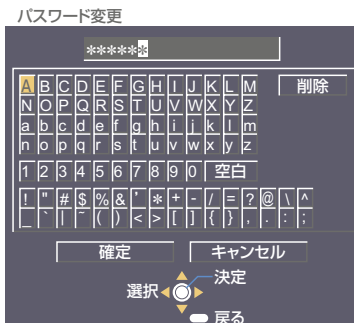 パスワード変更
******
A B C D E F G H I J K L M 削除
N O P Q R S T U V W X Y Z
a b c d e f g h i j k l m
n o p q r s t u v w x y z
1 2 3 4 5 6 7 8 9 0 空白
! " # $ % & ' * + - / = ? @ \ ^
_ ` | ~ ( ) < > [ ] { } , . : ;
確定 キャンセル
決定
選択
戻る